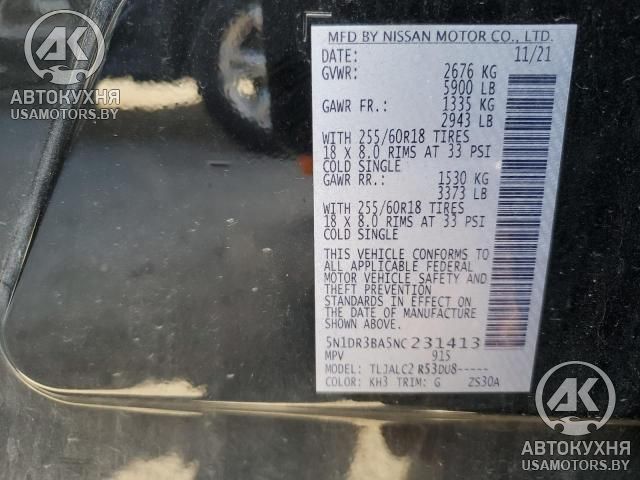 AK
АВТОКУХНЯ
USAMOTORS.BY
MFD BY NISSAN MOTOR CO., LTD.
DATE: 11/21
GVWR: 2676 KG
5900 LB
GAWR FR.: 1335 KG
2943 LB
WITH 255/60R18 TIRES
18 X 8.0 RIMS AT 33 PSI
COLD SINGLE
GAWR RR.: 1530 KG
3373 LB
WITH 255/60R18 TIRES
18 X 8.0 RIMS AT 33 PSI
COLD SINGLE
THIS VEHICLE CONFORMS TO
ALL APPLICABLE FEDERAL
MOTOR VEHICLE SAFETY AND
THEFT PREVENTION
STANDARDS IN EFFECT ON
THE DATE OF MANUFACTURE
SHOWN ABOVE.
5N1DR3BA5NC231413
MPV 915
MODEL: TLJALC2 R53DU8-----
COLOR: KH3 TRIM: G ZS30A
AK
АВТОКУХНЯ
USAMOTORS.BY